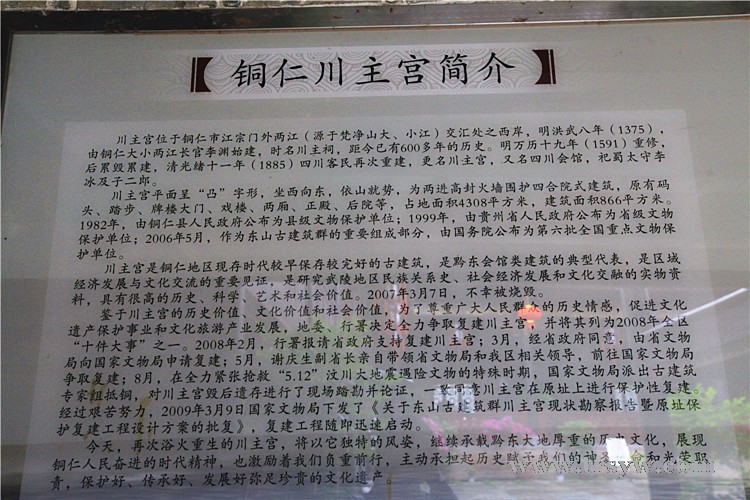 铜仁川主宫简介
川主宫位于铜仁市江宗门外两江（源于梵净山大、小江）交汇处之西岸，明洪武八年（1375），
由铜仁大小两江长官李渊始建，时名川主祠，距今已有600多年的历史。明万历十九年（1591）重修，
后累毁累建，清光绪十一年（1885）四川客民再次重建，更名川主宫，又名四川会馆，祀蜀太守李
冰及子二郎。
川主宫平面呈“凸”字形，坐西向东，依山就势，为两进高封火墙围护四合院式建筑，原有码
头、踏步、牌楼大门、戏楼、两厢、正殿、后院等，占地面积4308平方米，建筑面积866平方米。
1982年，由铜仁县人民政府公布为县级文物保护单位；1999年，由贵州省人民政府公布为省级文物
保护单位；2006年5月，作为东山古建筑群的重要组成部分，由国务院公布为第六批全国重点文物保
护单位。
川主宫是铜仁地区现存时代较早保存较完好的古建筑，是黔东会馆类建筑的典型代表，是区域
经济发展与文化交流的重要见证，是研究武陵地区民族关系史、社会经济发展和文化交融的实物资
料，具有很高的历史、科学、艺术和社会价值。2007年3月7日，不幸被烧毁。
鉴于川主宫的历史价值、文化价值和社会价值，为了尊重广大人民群众的历史情感，促进文化
遗产保护事业和文化旅游产业发展，地委、行署决定全力争取复建川主宫，并将其列为2008年全区
“十件大事”之一。2008年2月，行署报请省政府支持复建川主宫；3月，经省政府同意，由省文物
局向国家文物局申请复建；5月，谢庆生副省长亲自带领省文物局和我区相关领导，前往国家文物局
争取复建；8月，在全力紧张抢救“5.12”汶川大地震遇险文物的特殊时期，国家文物局派出古建筑
专家组抵铜，对川主宫毁后遗存进行了现场踏勘并论证，一致同意川主宫在原址上进行保护性复建。
经过艰苦努力，2009年3月9日国家文物局下发了《关于东山古建筑群川主宫现状勘察报告暨原址保
护复建工程设计方案的批复》，复建工程随即迅速启动。
今天，再次浴火重生的川主宫，将以它独特的风姿，继续承载黔东大地厚重的历史文化，展现
铜仁人民奋进的时代精神，也激励着我们负重前行，主动承担起历史赋予我们的神圣使命和光荣职
责，保护好、传承好、发展好弥足珍贵的文化遗产。